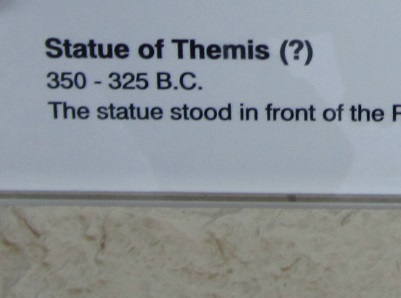 Statue of Themis (?)
350 - 325 B.C.
The statue stood in front of the